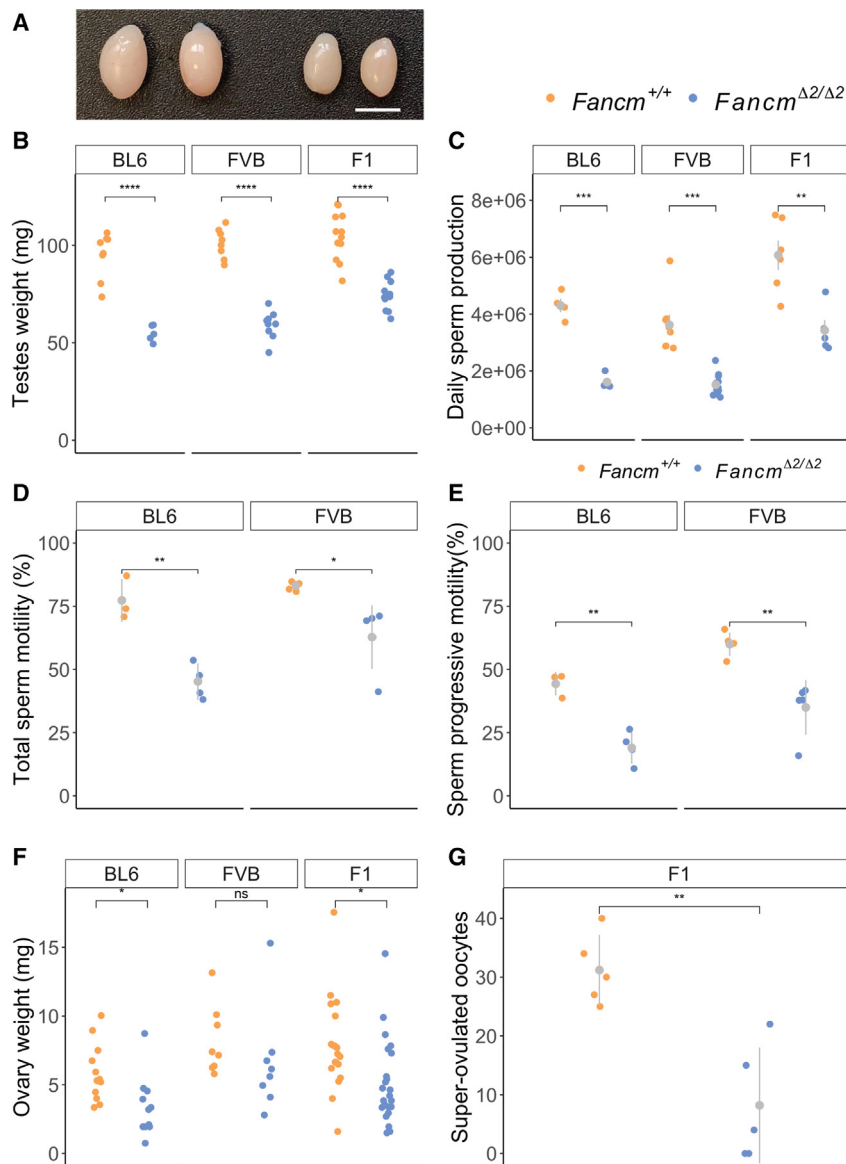 A
Fancm+/+ FancmΔ2/Δ2
B
BL6 FVB F1
**** **** ****
Testes weight (mg)
100
50
0
C
BL6 FVB F1
*** *** **
Daily sperm production
8e+06
6e+06
4e+06
2e+06
0e+00
Fancm+/+ FancmΔ2/Δ2
D
BL6 FVB
** *
Total sperm motility (%)
100
75
50
25
0
E
BL6 FVB
** **
Sperm progressive motility(%)
100
75
50
25
0
F
BL6 FVB F1
* ns *
Ovary weight (mg)
15
10
5
0
G
F1
**
Super-ovulated oocytes
40
30
20
10
0